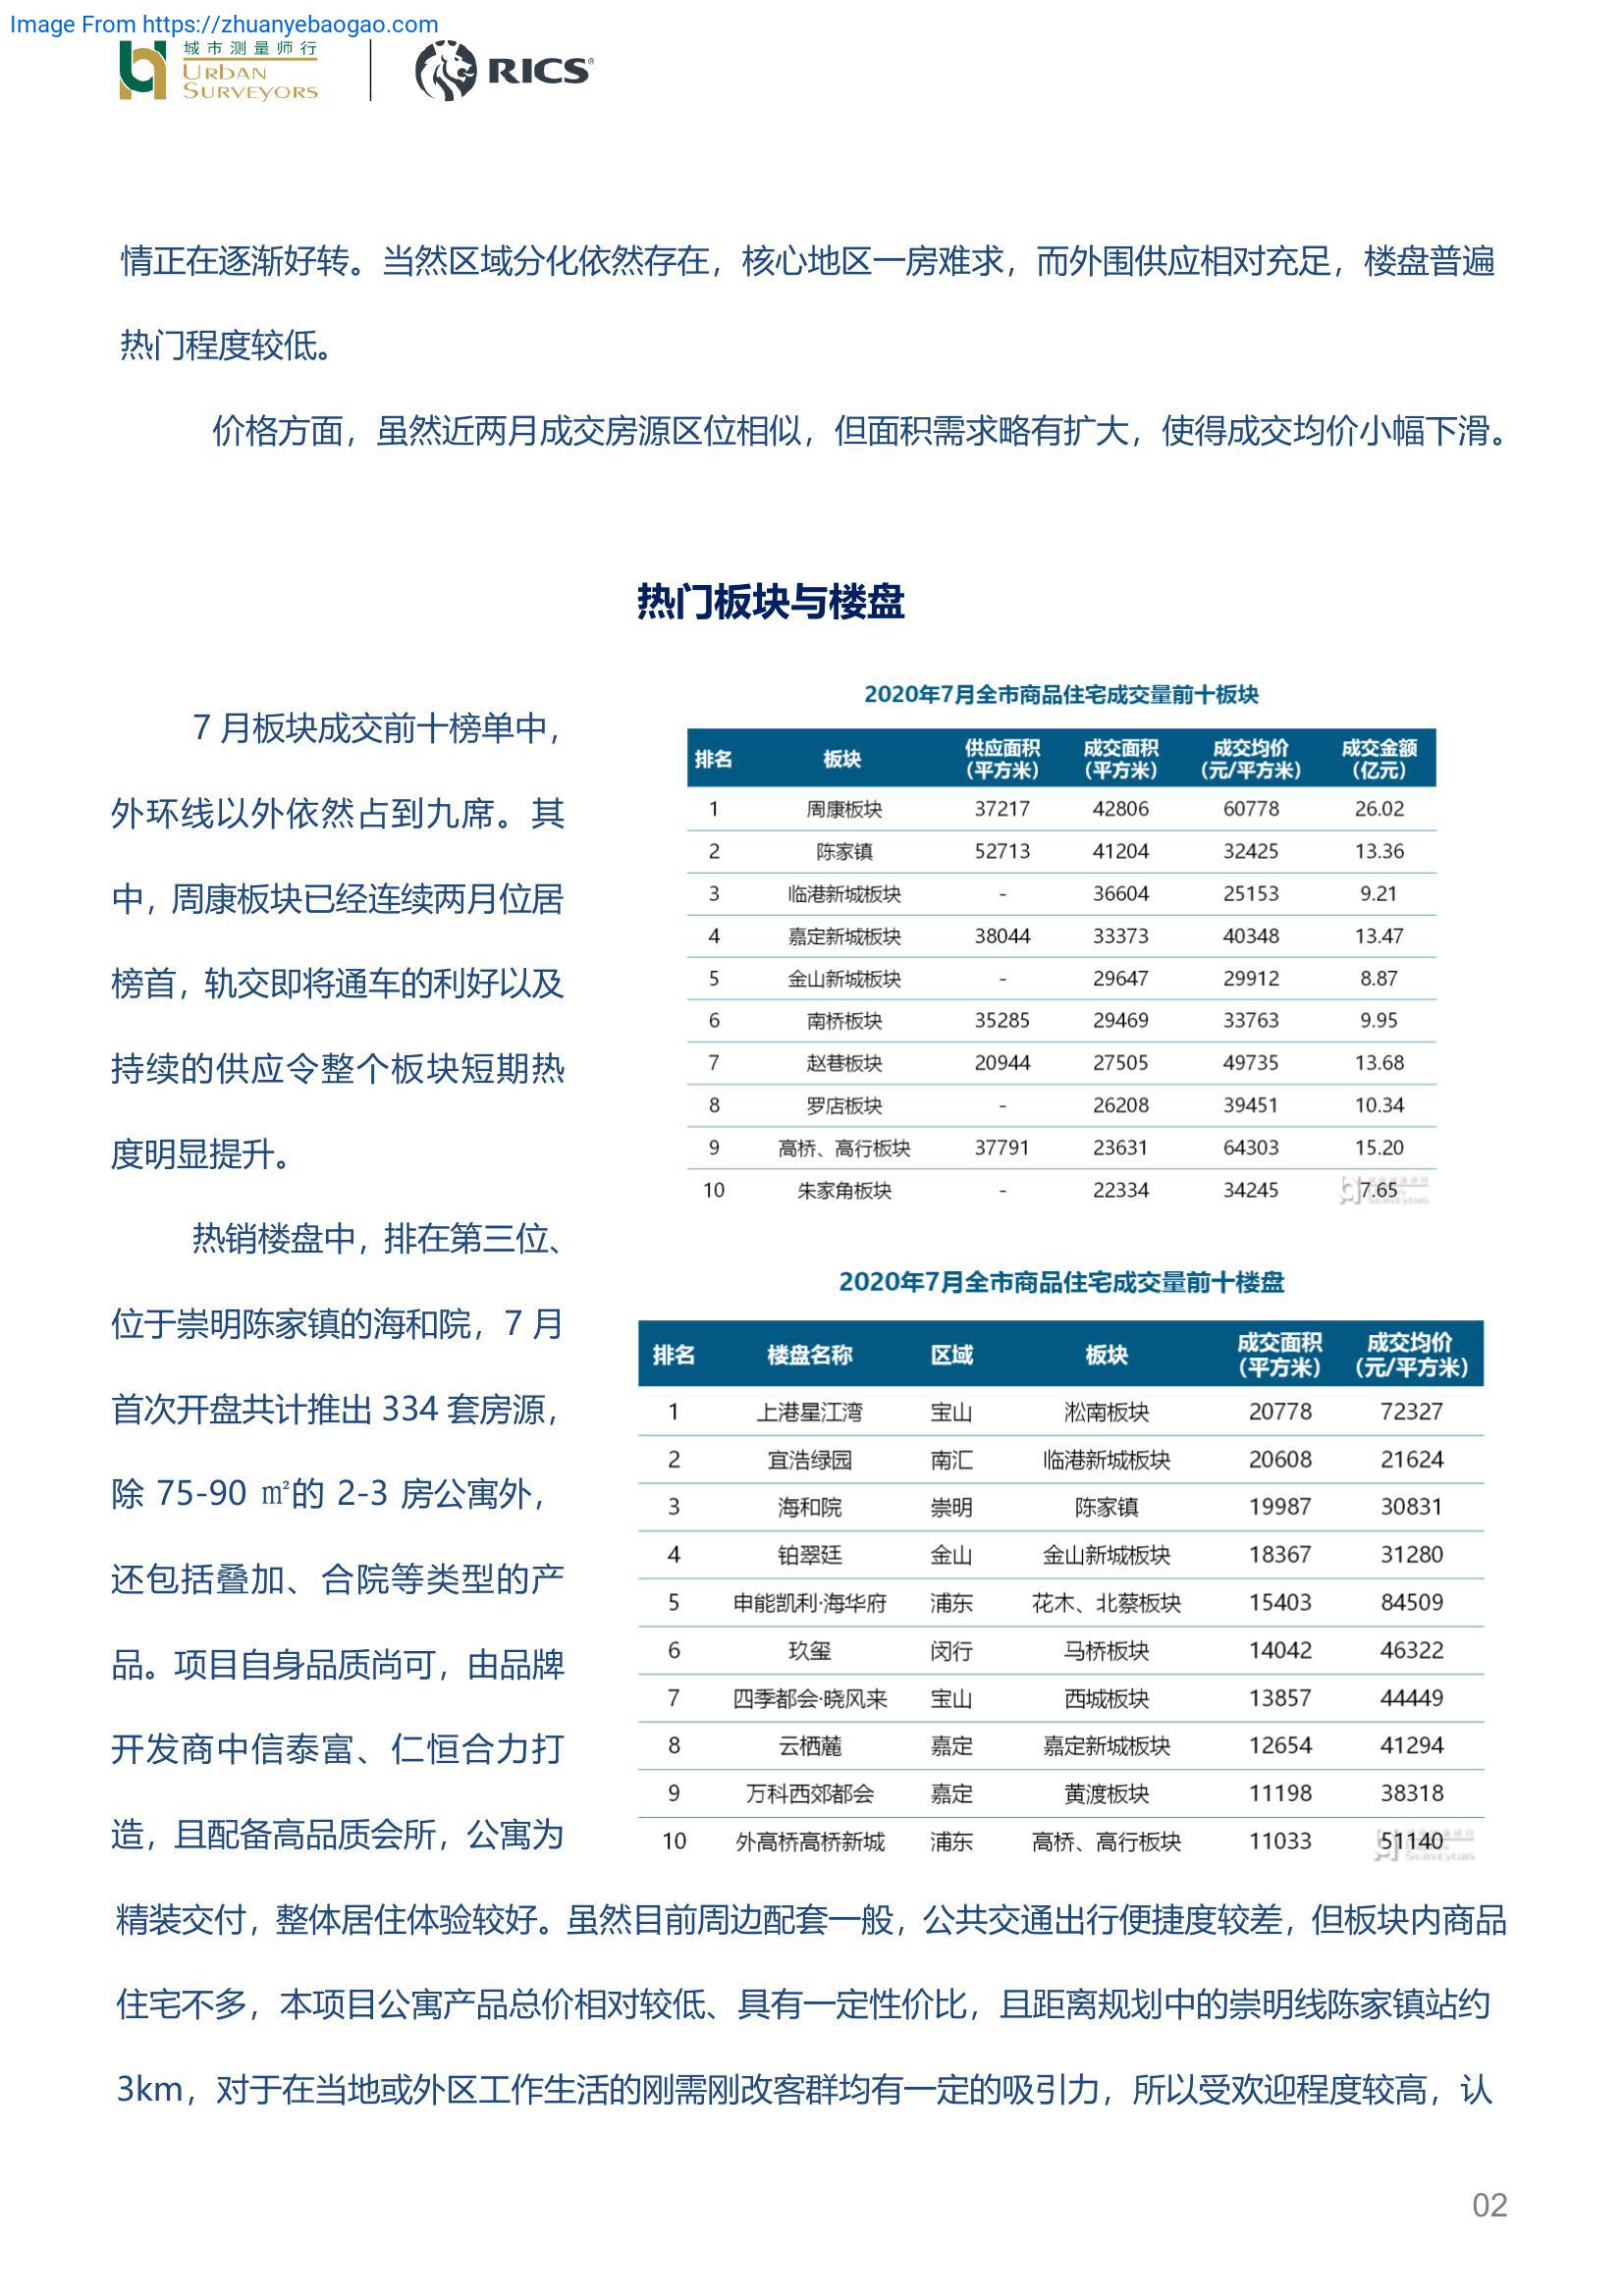 Image From https://zhuanyebaogao.com
城市测量师行
URBAN
SURVEYORS
RICS®
情正在逐渐好转。当然区域分化依然存在，核心地区一房难求，而外围供应相对充足，楼盘普遍
热门程度较低。
价格方面，虽然近两月成交房源区位相似，但面积需求略有扩大，使得成交均价小幅下滑。
热门板块与楼盘
7 月板块成交前十榜单中，
外环线以外依然占到九席。其
中，周康板块已经连续两月位居
榜首，轨交即将通车的利好以及
持续的供应令整个板块短期热
度明显提升。
热销楼盘中，排在第三位、
位于崇明陈家镇的海和院，7 月
首次开盘共计推出 334 套房源，
除 75-90 ㎡的 2-3 房公寓外，
还包括叠加、合院等类型的产
品。项目自身品质尚可，由品牌
开发商中信泰富、仁恒合力打
造，且配备高品质会所，公寓为
2020年7月全市商品住宅成交量前十板块
排名 板块 供应面积（平方米） 成交面积（平方米） 成交均价（元/平方米） 成交金额（亿元）
1 周康板块 37217 42806 60778 26.02
2 陈家镇 52713 41204 32425 13.36
3 临港新城板块 - 36604 25153 9.21
4 嘉定新城板块 38044 33373 40348 13.47
5 金山新城板块 - 29647 29912 8.87
6 南桥板块 35285 29469 33763 9.95
7 赵巷板块 20944 27505 49735 13.68
8 罗店板块 - 26208 39451 10.34
9 高桥、高行板块 37791 23631 64303 15.20
10 朱家角板块 - 22334 34245 7.65
2020年7月全市商品住宅成交量前十楼盘
排名 楼盘名称 区域 板块 成交面积（平方米） 成交均价（元/平方米）
1 上港星江湾 宝山 淞南板块 20778 72327
2 宜浩绿园 南汇 临港新城板块 20608 21624
3 海和院 崇明 陈家镇 19987 30831
4 铂翠廷 金山 金山新城板块 18367 31280
5 申能凯利·海华府 浦东 花木、北蔡板块 15403 84509
6 玖玺 闵行 马桥板块 14042 46322
7 四季都会·晓风来 宝山 西城板块 13857 44449
8 云栖麓 嘉定 嘉定新城板块 12654 41294
9 万科西郊都会 嘉定 黄渡板块 11198 38318
10 外高桥高桥新城 浦东 高桥、高行板块 11033 51140
精装交付，整体居住体验较好。虽然目前周边配套一般，公共交通出行便捷度较差，但板块内商品
住宅不多，本项目公寓产品总价相对较低、具有一定性价比，且距离规划中的崇明线陈家镇站约
3km，对于在当地或外区工作生活的刚需刚改客群均有一定的吸引力，所以受欢迎程度较高，认
02